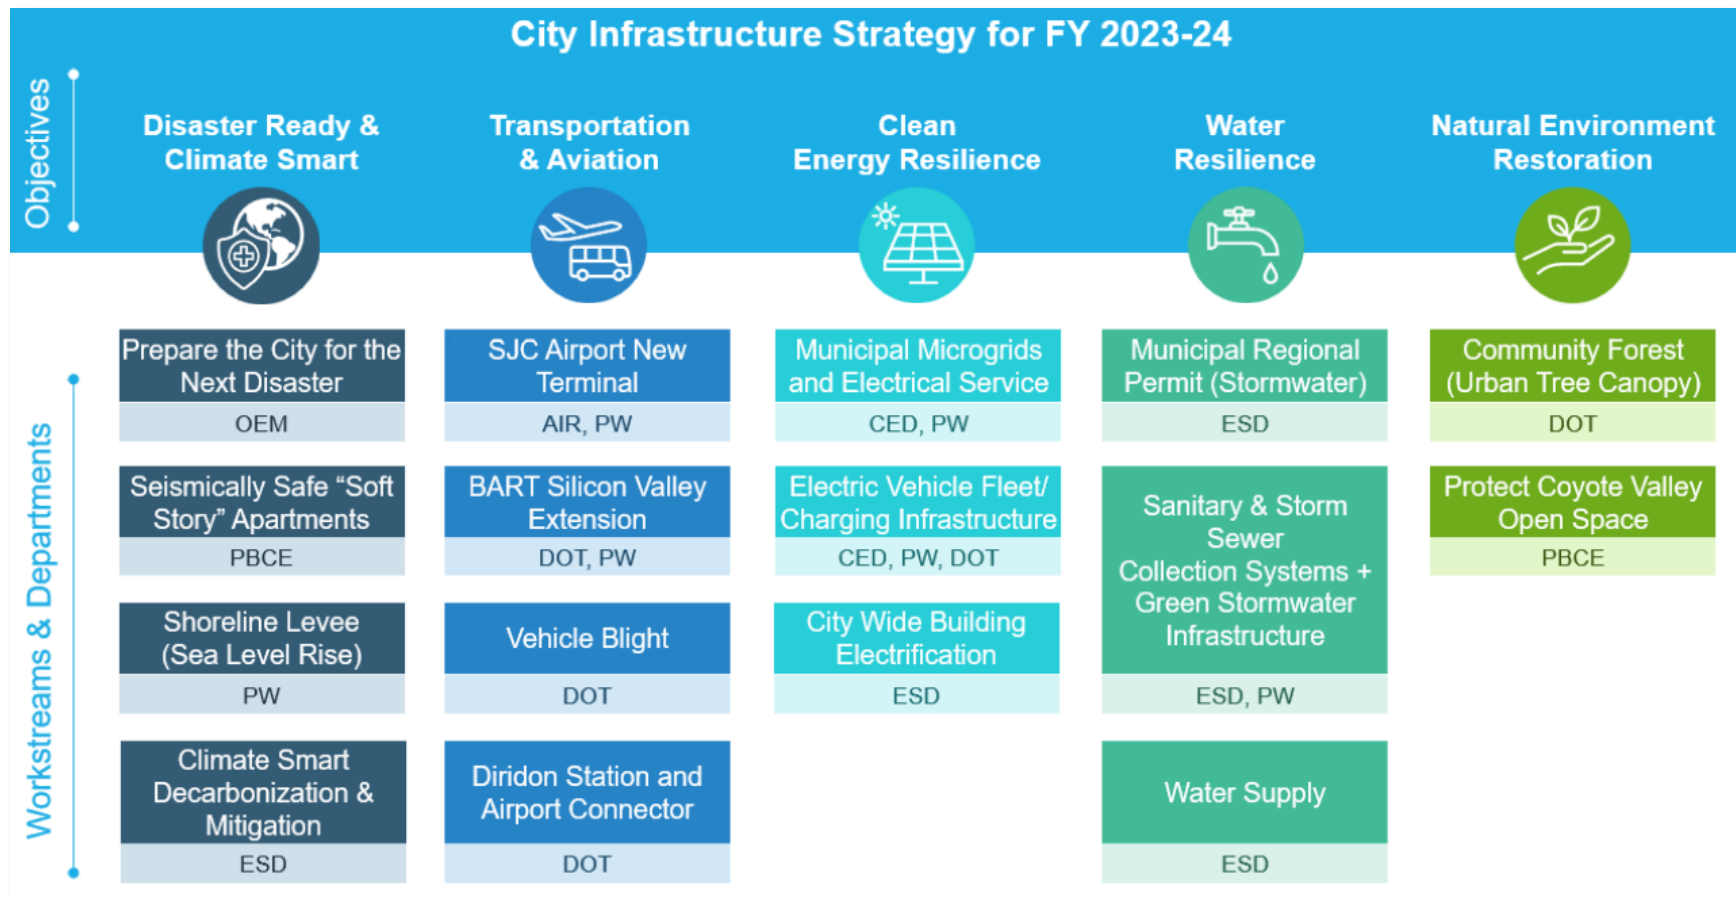 City Infrastructure Strategy for FY 2023-24
Objectives
Disaster Ready &
Climate Smart
Transportation
& Aviation
Clean
Energy Resilience
Water
Resilience
Natural Environment
Restoration
Workstreams & Departments
Prepare the City for the
Next Disaster
OEM
Seismically Safe “Soft
Story” Apartments
PBCE
Shoreline Levee
(Sea Level Rise)
PW
Climate Smart
Decarbonization &
Mitigation
ESD
SJC Airport New
Terminal
AIR, PW
BART Silicon Valley
Extension
DOT, PW
Vehicle Blight
DOT
Diridon Station and
Airport Connector
DOT
Municipal Microgrids
and Electrical Service
CED, PW
Electric Vehicle Fleet/
Charging Infrastructure
CED, PW, DOT
City Wide Building
Electrification
ESD
Municipal Regional
Permit (Stormwater)
ESD
Sanitary & Storm
Sewer
Collection Systems +
Green Stormwater
Infrastructure
ESD, PW
Water Supply
ESD
Community Forest
(Urban Tree Canopy)
DOT
Protect Coyote Valley
Open Space
PBCE